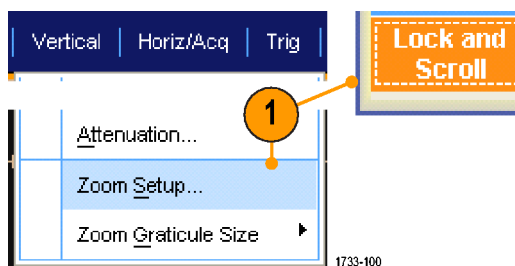 Vertical | Horiz/Acq | Trig |
Lock and
Scroll
1
Attenuation...
Zoom Setup...
Zoom Graticule Size
1733-100